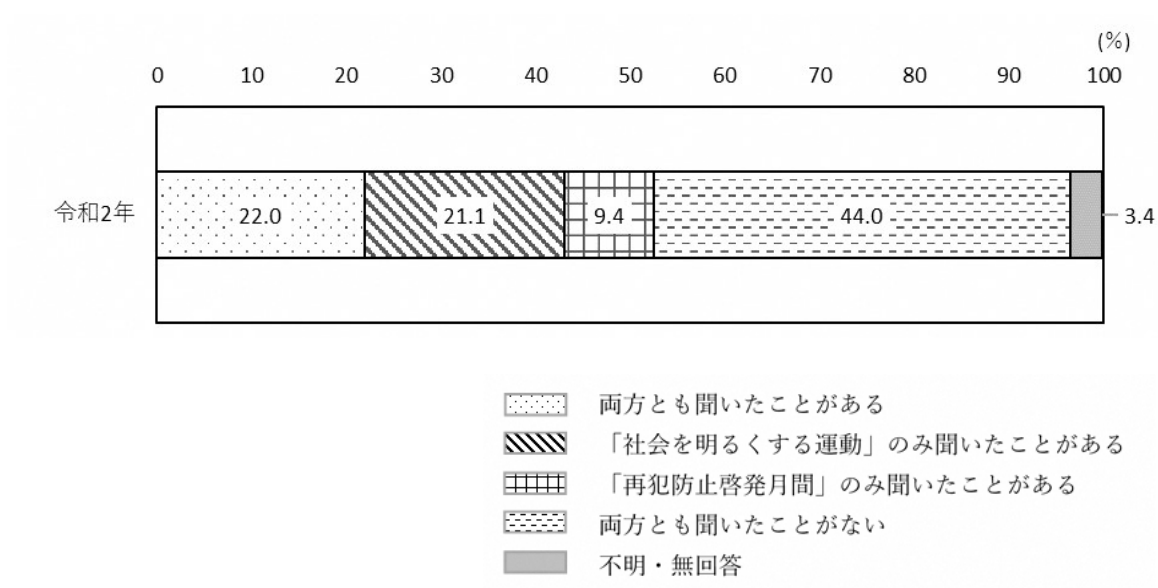 (%)
0 10 20 30 40 50 60 70 80 90 100
令和2年 22.0 21.1 9.4 44.0 3.4
両方とも聞いたことがある
「社会を明るくする運動」のみ聞いたことがある
「再犯防止啓発月間」のみ聞いたことがある
両方とも聞いたことがない
不明・無回答